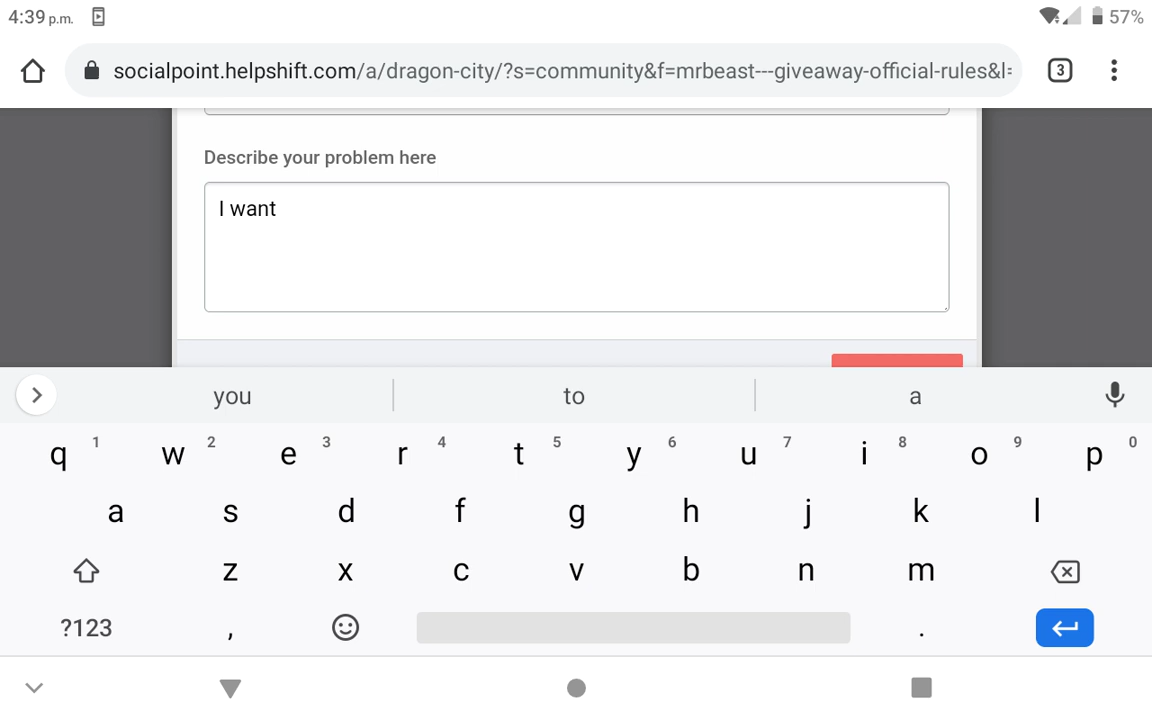 4:39 p.m. 57%
socialpoint.helpshift.com/a/dragon-city/?s=community&f=mrbeast---giveaway-official-rules&l=
3
Describe your problem here
I want
you to a
q 1 w 2 e 3 r 4 t 5 y 6 u 7 i 8 o 9 p 0
a s d f g h j k l
z x c v b n m
?123 , .